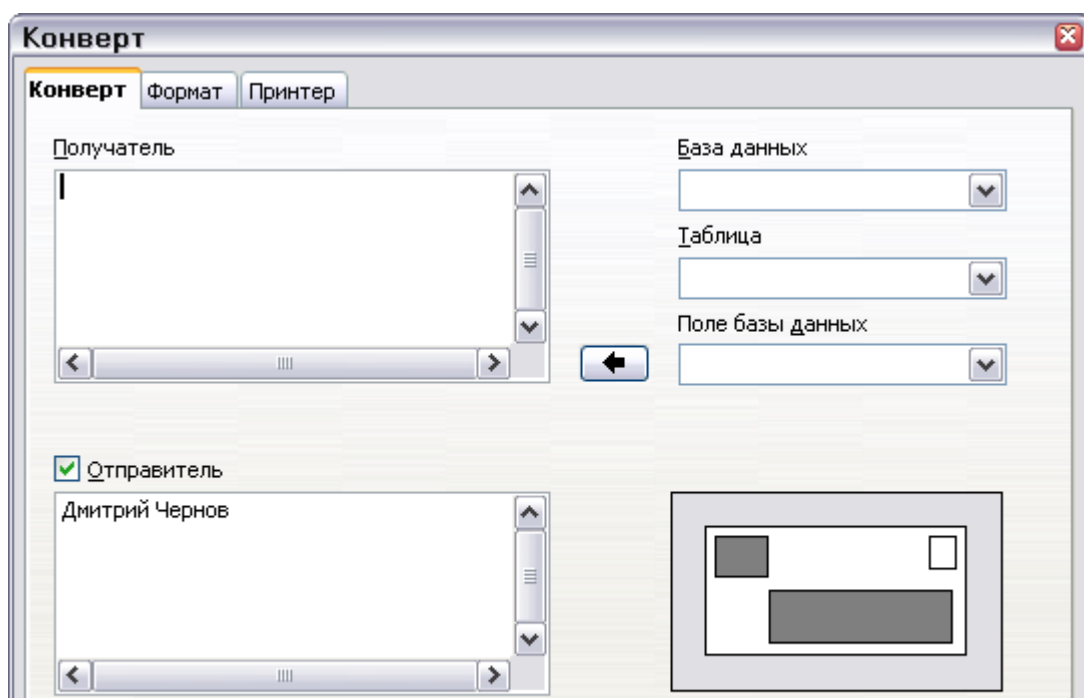 Конверт
Конверт Формат Принтер
Получатель
База данных
Таблица
Поле базы данных
Отправитель
Дмитрий Чернов